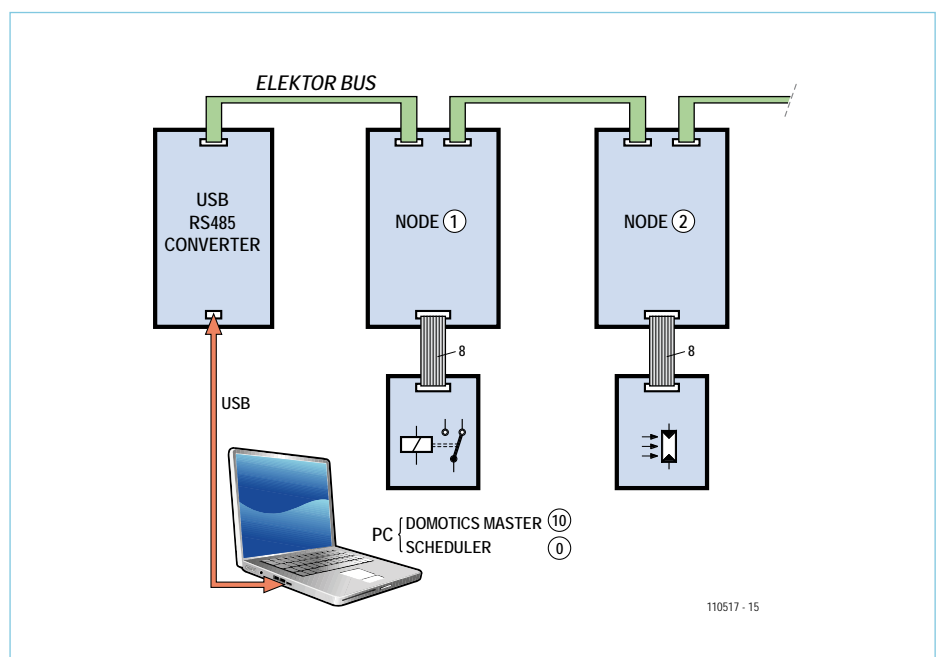 ELEKTOR BUS
USB
RS485
CONVERTER
NODE 1
NODE 2
8
8
USB
PC { DOMOTICS MASTER 10
SCHEDULER 0
110517 - 15